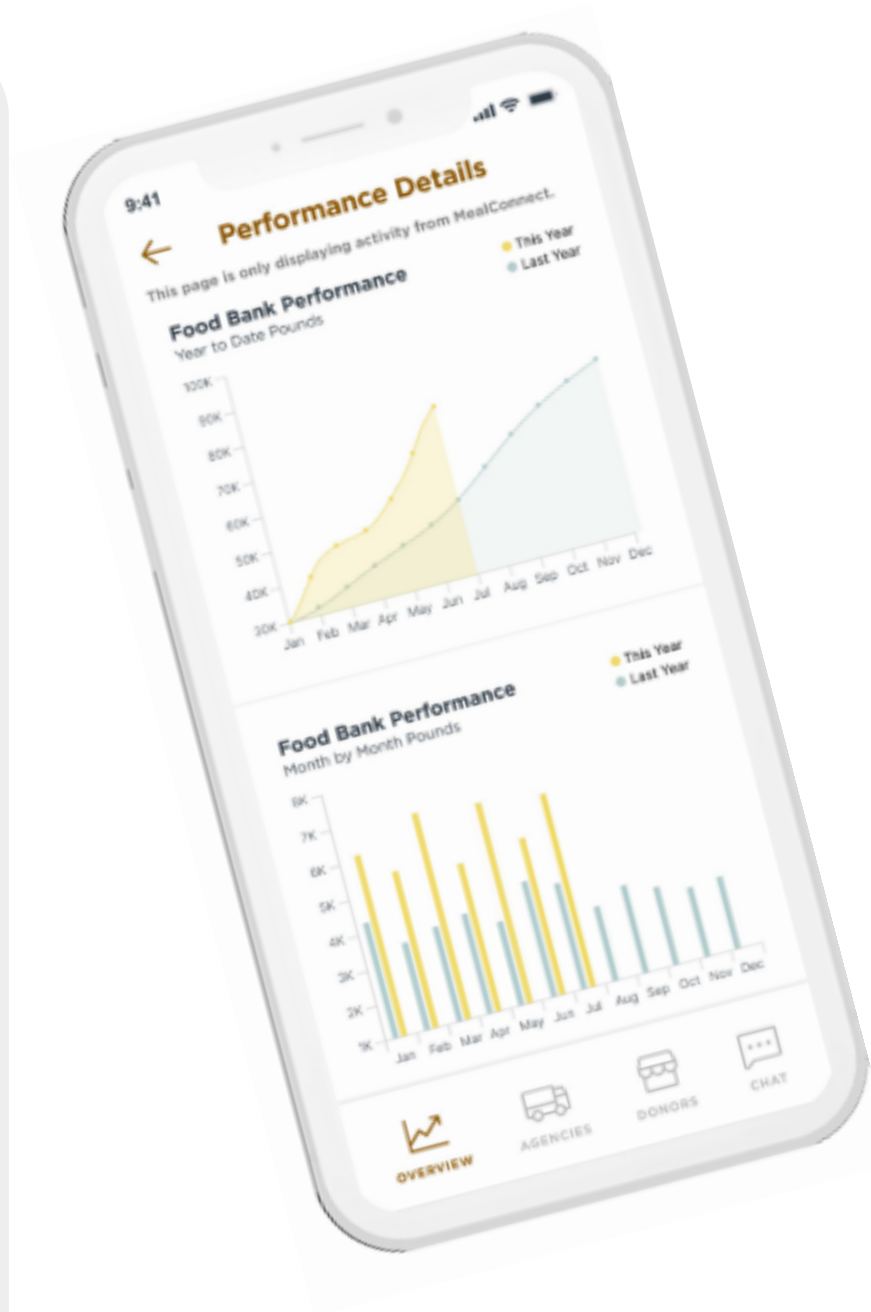 9:41
Performance Details
This page is only displaying activity from MealConnect.
Food Bank Performance
Year to Date Pounds
This Year
Last Year
100K
90K
80K
70K
60K
50K
40K
30K
Jan Feb Mar Apr May Jun Jul Aug Sep Oct Nov Dec
Food Bank Performance
Month by Month Pounds
This Year
Last Year
8K
7K
6K
5K
4K
3K
2K
1K
Jan Feb Mar Apr May Jun Jul Aug Sep Oct Nov Dec
OVERVIEW
AGENCIES
DONORS
CHAT